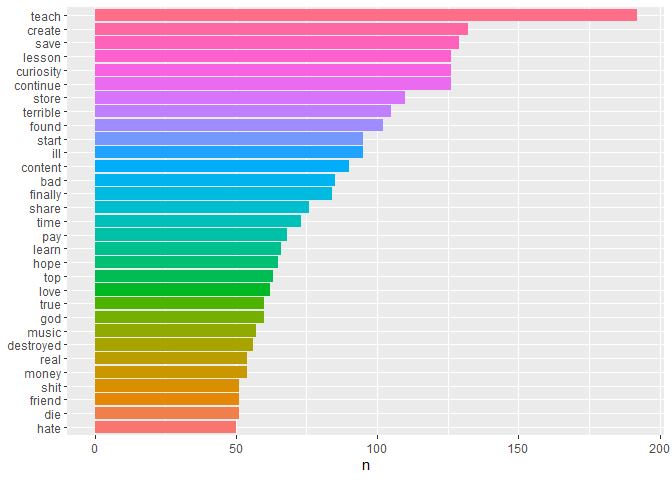 teach
create
save
lesson
curiosity
continue
store
terrible
found
start
ill
content
bad
finally
share
time
pay
learn
hope
top
love
true
god
music
destroyed
real
money
shit
friend
die
hate
0 50 100 150 200
n